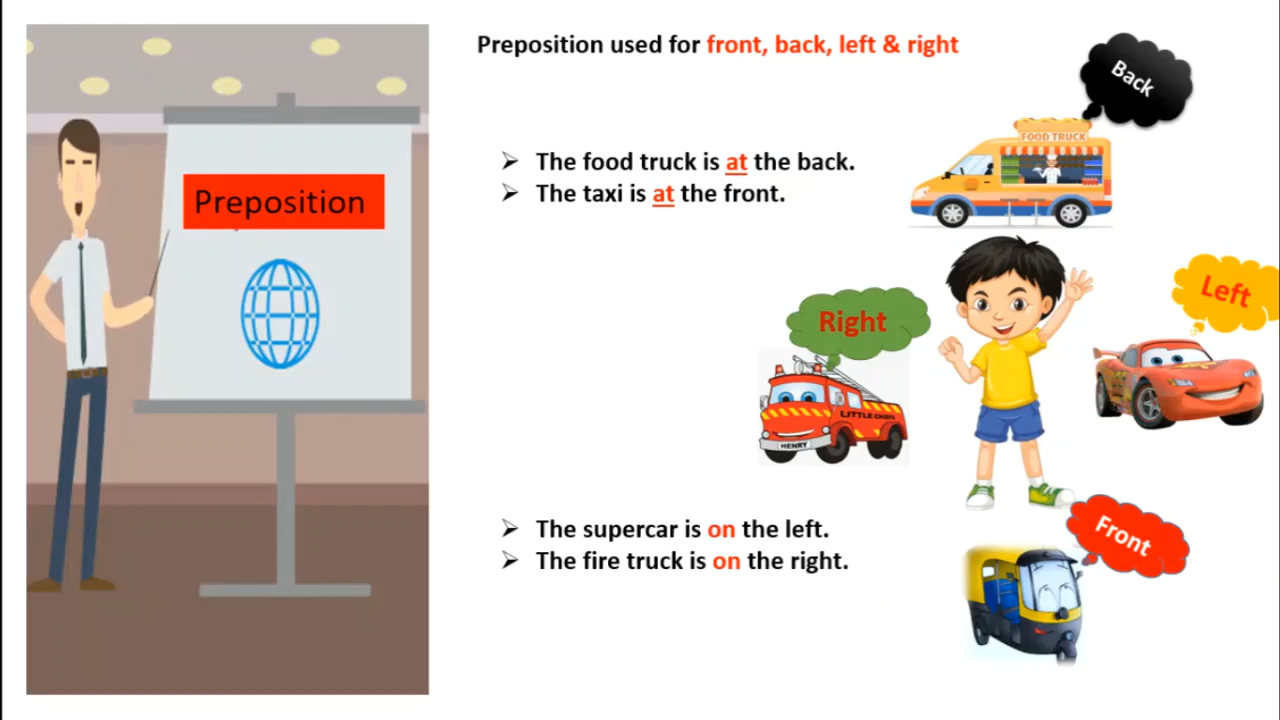 Preposition used for front, back, left & right
Back
FOOD TRUCK
➢ The food truck is at the back.
➢ The taxi is at the front.
Preposition
Left
Right
LITTLE CHIEFS
HENRY
➢ The supercar is on the left.
➢ The fire truck is on the right.
Front